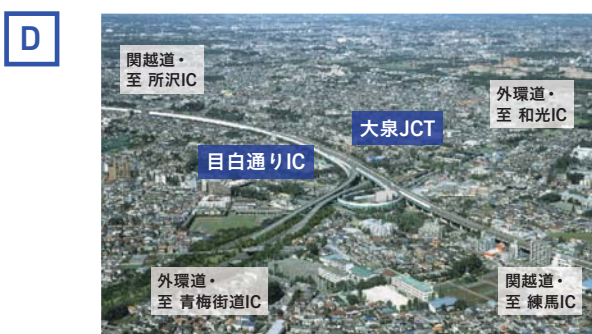 D
関越道・
至 所沢IC
外環道・
至 和光IC
大泉JCT
目白通りIC
外環道・
至 青梅街道IC
関越道・
至 練馬IC